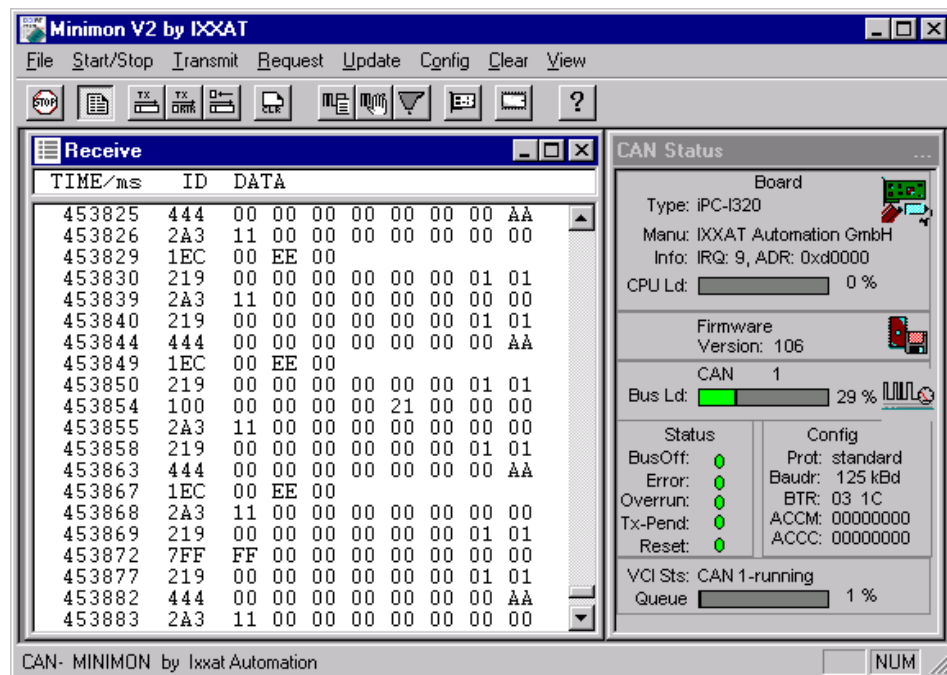 Minimon V2 by IXXAT
File Start/Stop Transmit Request Update Config Clear View
STOP TX TX DRTR CLR ?
Receive
TIME/ms ID DATA
453825 444 00 00 00 00 00 00 00 AA
453826 2A3 11 00 00 00 00 00 00 00
453829 1EC 00 EE 00
453830 219 00 00 00 00 00 00 01 01
453839 2A3 11 00 00 00 00 00 00 00
453840 219 00 00 00 00 00 00 01 01
453844 444 00 00 00 00 00 00 00 AA
453849 1EC 00 EE 00
453850 219 00 00 00 00 00 00 01 01
453854 100 00 00 00 00 21 00 00 00
453855 2A3 11 00 00 00 00 00 00 00
453858 219 00 00 00 00 00 00 01 01
453863 444 00 00 00 00 00 00 00 AA
453867 1EC 00 EE 00
453868 2A3 11 00 00 00 00 00 00 00
453869 219 00 00 00 00 00 00 01 01
453872 7FF FF 00 00 00 00 00 00 00
453877 219 00 00 00 00 00 00 01 01
453882 444 00 00 00 00 00 00 00 AA
453883 2A3 11 00 00 00 00 00 00 00
CAN Status ...
Board
Type: iPC-I320
Manu: IXXAT Automation GmbH
Info: IRQ: 9, ADR: 0xd0000
CPU Ld: 0 %
Firmware
Version: 106
CAN 1
Bus Ld: 29 %
Status
BusOff:
Error:
Overrun:
Tx-Pend:
Reset:
Config
Prot: standard
Baudr: 125 kBd
BTR: 03 1C
ACCM: 00000000
ACCC: 00000000
VCI Sts: CAN 1-running
Queue 1 %
CAN- MINIMON by Ixxat Automation
NUM